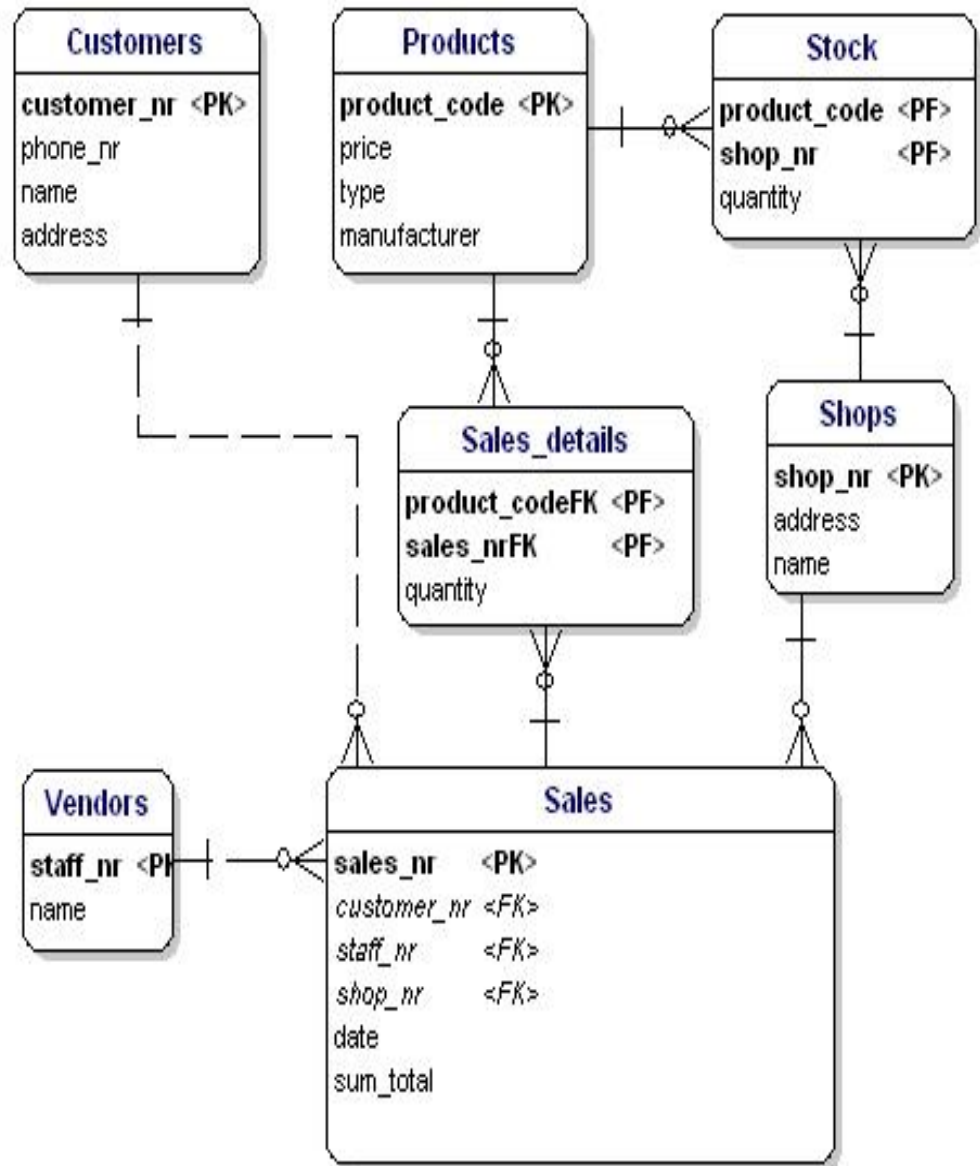 Customers
customer_nr <PK>
phone_nr
name
address
Products
product_code <PK>
price
type
manufacturer
Stock
product_code <PF>
shop_nr <PF>
quantity
Sales_details
product_codeFK <PF>
sales_nrFK <PF>
quantity
Shops
shop_nr <PK>
address
name
Vendors
staff_nr <PK
name
Sales
sales_nr <PK>
customer_nr <FK>
staff_nr <FK>
shop_nr <FK>
date
sum_total